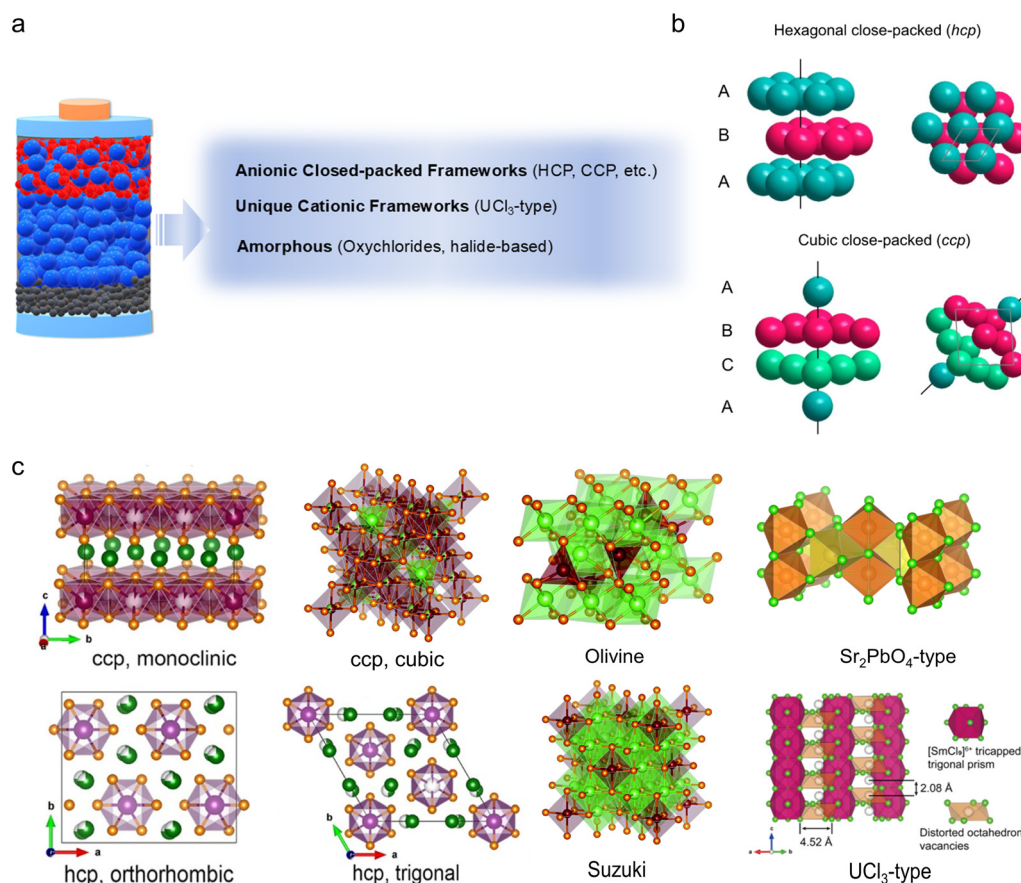 a
Anionic Closed-packed Frameworks (HCP, CCP, etc.)
Unique Cationic Frameworks (UCl₃-type)
Amorphous (Oxychlorides, halide-based)
b
Hexagonal close-packed (hcp)
A
B
A
Cubic close-packed (ccp)
A
B
C
A
c
c
b
ccp, monoclinic
ccp, cubic
Olivine
Sr₂PbO₄-type
b
a
hcp, orthorhombic
b
a
hcp, trigonal
Suzuki
[SmCl₉]⁶⁺ tricapped
trigonal prism
2.08 Å
Distorted octahedron
vacancies
4.52 Å
c
a
b
UCl₃-type